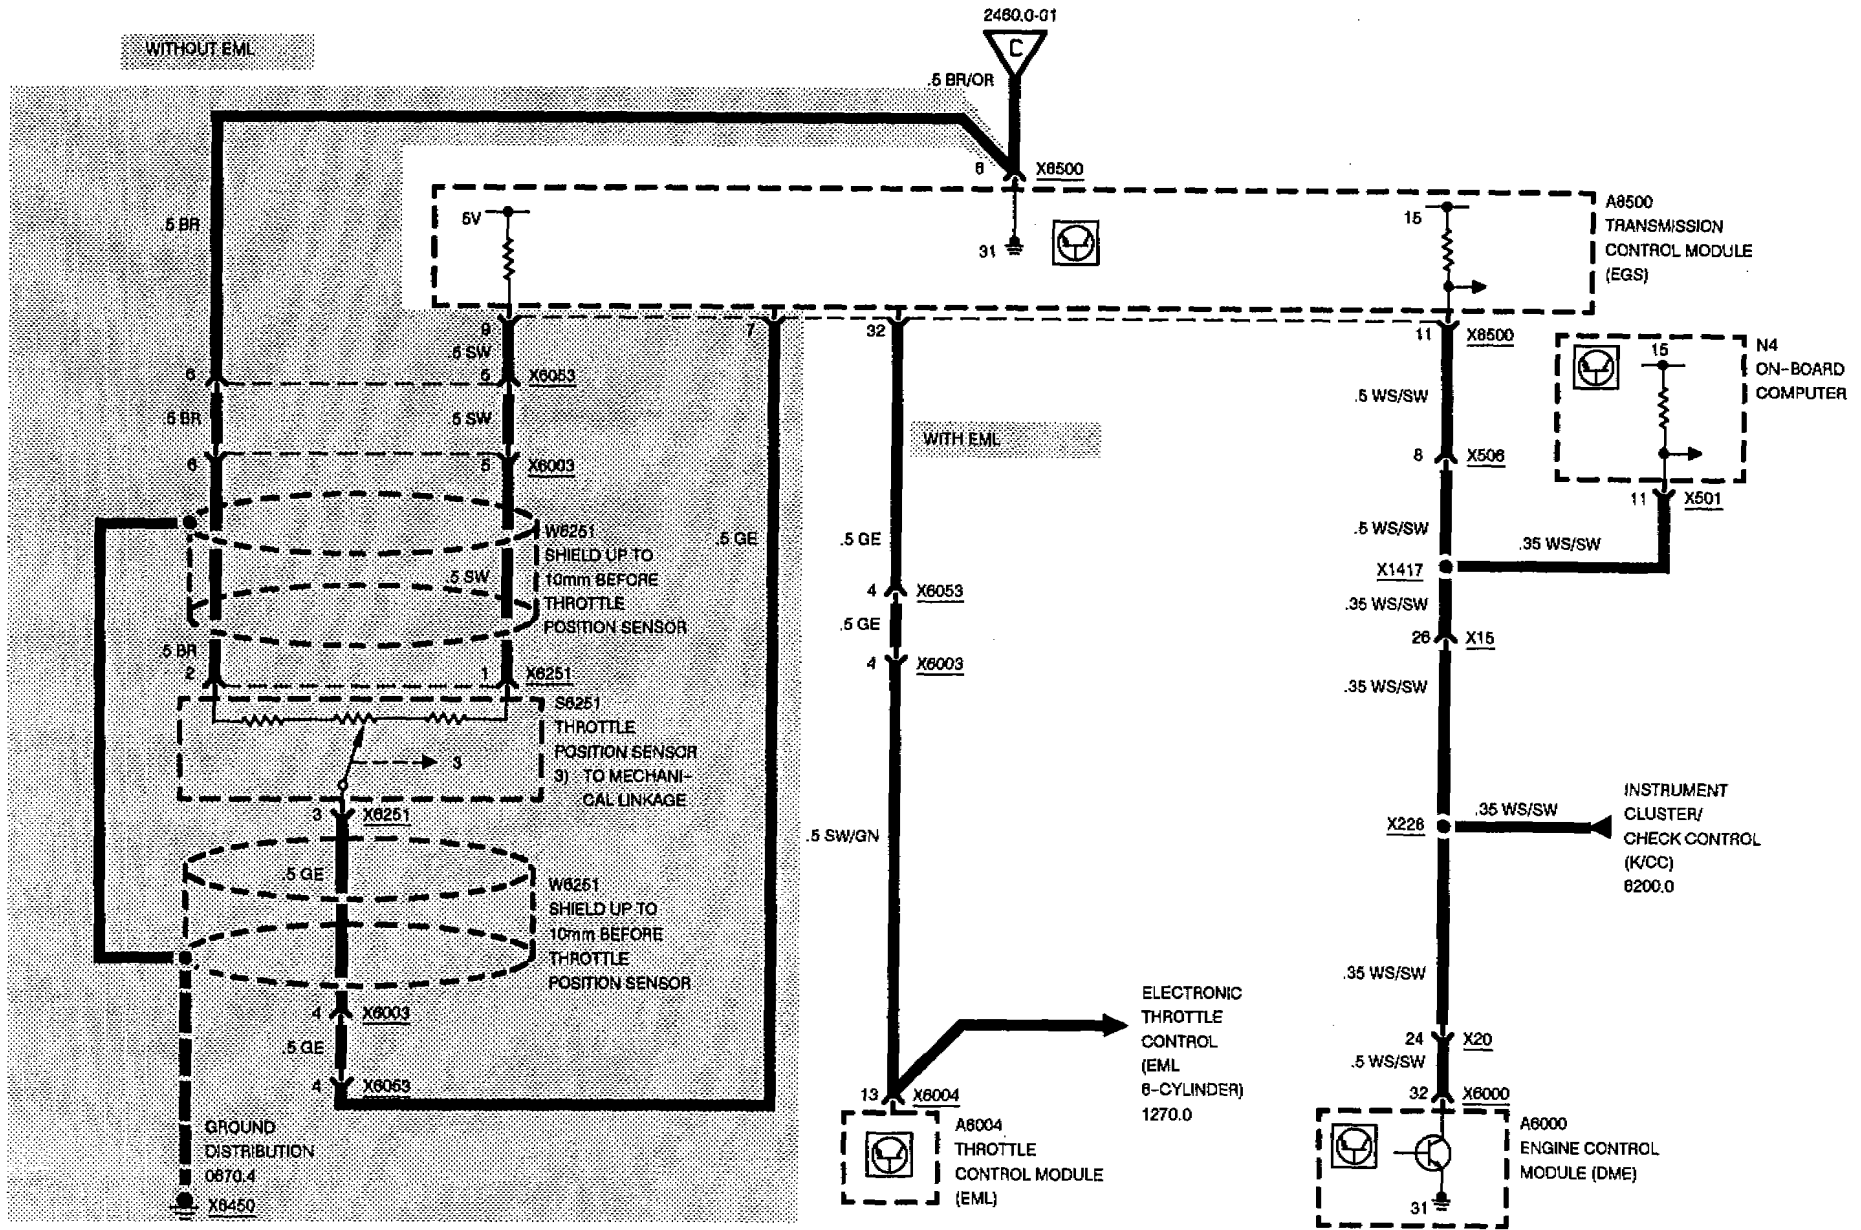 2460.0-01
WITHOUT EML
C
.5 BR/OR
6
X8500
5V
31
15
A8500
TRANSMISSION
CONTROL MODULE
(EGS)
.5 BR
9
7
32
11
X8500
.5 SW
6
5
X6053
15
N4
ON-BOARD
COMPUTER
.5 BR
.5 SW
.5 WS/SW
WITH EML
6
5
X6003
8
X506
11
X501
W6251
SHIELD UP TO
10mm BEFORE
THROTTLE
POSITION SENSOR
.5 SW
.5 GE
.5 GE
.5 WS/SW
.35 WS/SW
X1417
4
X6053
.35 WS/SW
.5 GE
26
X15
.5 BR
2
1
X6251
4
X6003
.35 WS/SW
S6251
THROTTLE
POSITION SENSOR
3) TO MECHANI-
CAL LINKAGE
3
3
X6251
.5 SW/GN
X226
.35 WS/SW
INSTRUMENT
CLUSTER/
CHECK CONTROL
(K/CC)
6200.0
.5 GE
W6251
SHIELD UP TO
10mm BEFORE
THROTTLE
POSITION SENSOR
.35 WS/SW
4
X6003
.5 GE
4
X6053
ELECTRONIC
THROTTLE
CONTROL
(EML
6-CYLINDER)
1270.0
24
X20
.5 WS/SW
13
X6004
32
X6000
GROUND
DISTRIBUTION
0670.4
X6450
A6004
THROTTLE
CONTROL MODULE
(EML)
A6000
ENGINE CONTROL
MODULE (DME)
31